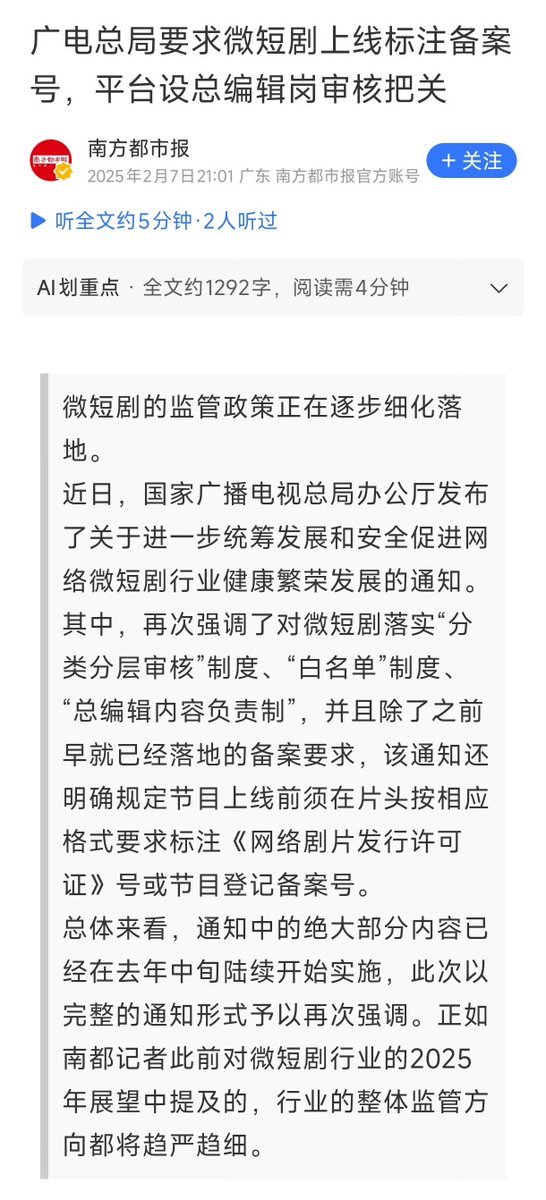 广电总局要求微短剧上线标注备案
号，平台设总编辑岗审核把关
南方都市报
2025年2月7日21:01 广东 南方都市报官方账号
+ 关注
听全文约5分钟·2人听过
AI划重点 · 全文约1292字，阅读需4分钟
微短剧的监管政策正在逐步细化落
地。
近日，国家广播电视总局办公厅发布
了关于进一步统筹发展和安全促进网
络微短剧行业健康繁荣发展的通知。
其中，再次强调了对微短剧落实“分
类分层审核”制度、“白名单”制度、
“总编辑内容负责制”，并且除了之前
早就已经落地的备案要求，该通知还
明确规定节目上线前须在片头按相应
格式要求标注《网络剧片发行许可
证》号或节目登记备案号。
总体来看，通知中的绝大部分内容已
经在去年中旬陆续开始实施，此次以
完整的通知形式予以再次强调。正如
南都记者此前对微短剧行业的2025
年展望中提及的，行业的整体监管方
向都将趋严趋细。